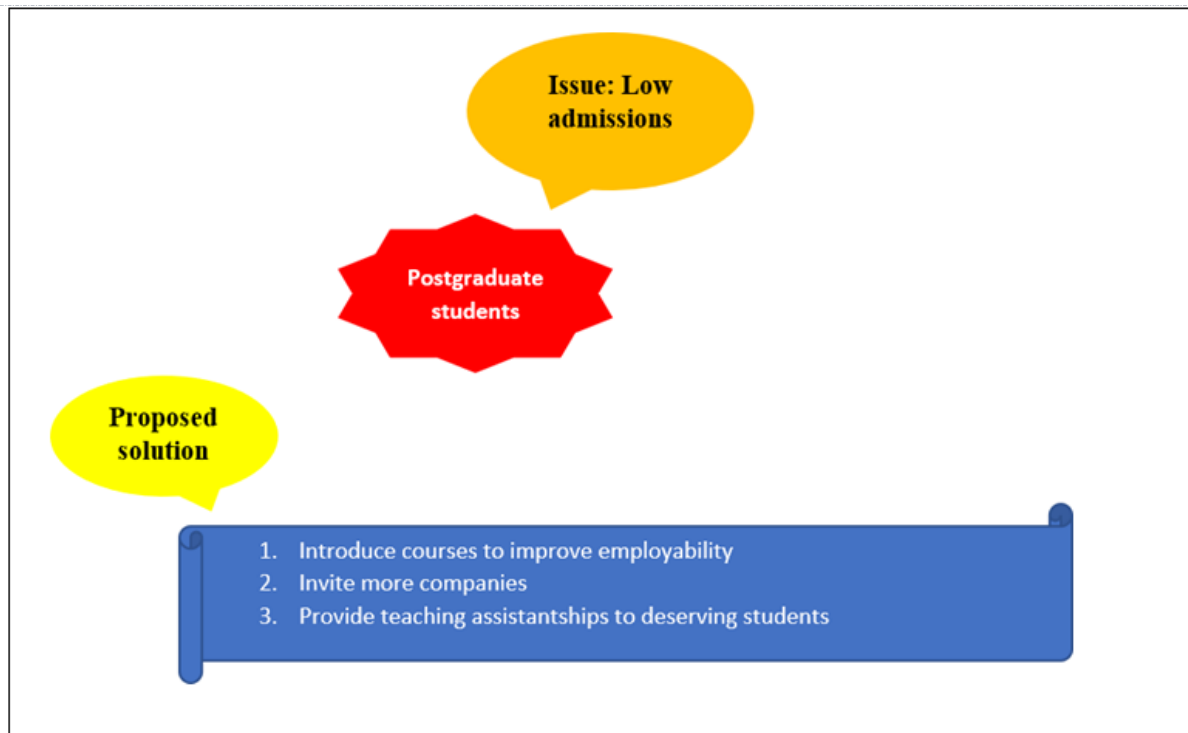 Issue: Low
admissions
Postgraduate
students
Proposed
solution
1. Introduce courses to improve employability
2. Invite more companies
3. Provide teaching assistantships to deserving students